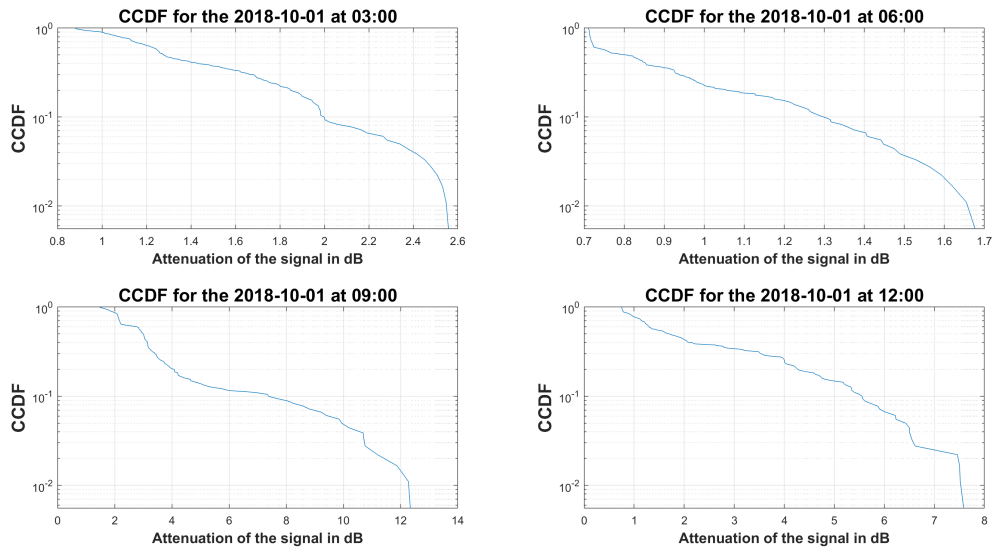 CCDF for the 2018-10-01 at 03:00
CCDF
10^0
10^-1
10^-2
0.8 1 1.2 1.4 1.6 1.8 2 2.2 2.4 2.6
Attenuation of the signal in dB
CCDF for the 2018-10-01 at 06:00
CCDF
10^0
10^-1
10^-2
0.7 0.8 0.9 1 1.1 1.2 1.3 1.4 1.5 1.6 1.7
Attenuation of the signal in dB
CCDF for the 2018-10-01 at 09:00
CCDF
10^0
10^-1
10^-2
0 2 4 6 8 10 12 14
Attenuation of the signal in dB
CCDF for the 2018-10-01 at 12:00
CCDF
10^0
10^-1
10^-2
0 1 2 3 4 5 6 7 8
Attenuation of the signal in dB